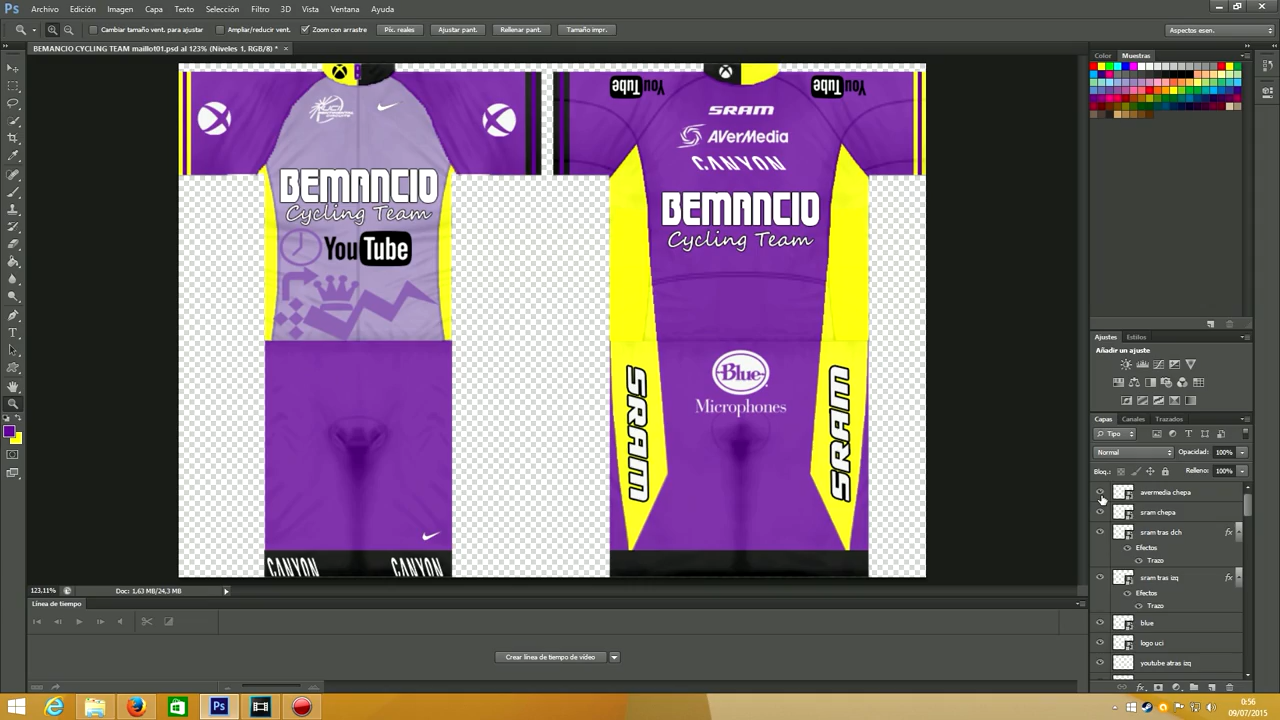 Ps Archivo Edición Imagen Capa Texto Selección Filtro 3D Vista Ventana Ayuda
Cambiar tamaño vent. para ajustar Ampliar/reducir vent. Zoom con arrastre Píx. reales Ajustar pant. Rellenar pant. Tamaño impr. Aspectos esen.
BEMANCIO CYCLING TEAM maillot01.psd al 123% (Niveles 1, RGB/8) * ×
Color Muestras
YouTube YouTube
SRAM
AVerMedia
CANYON
BEMANCIO
Cycling Team
BEMANCIO
Cycling Team
YouTube
SRAM
SRAM
Blue
Microphones
CANYON CANYON
Ajustes Estilos
Añadir un ajuste
Capas Canales Trazados
Tipo
Normal Opacidad: 100%
Bloq.: Relleno: 100%
avermedia chepa
sram chepa
sram tras dch fx
Efectos
Trazo
sram tras izq fx
Efectos
Trazo
blue
logo uci
youtube atras izq
123,11% Doc: 1,63 MB/24,3 MB
Línea de tiempo
Crear línea de tiempo de vídeo
Ps
0:56
09/07/2015